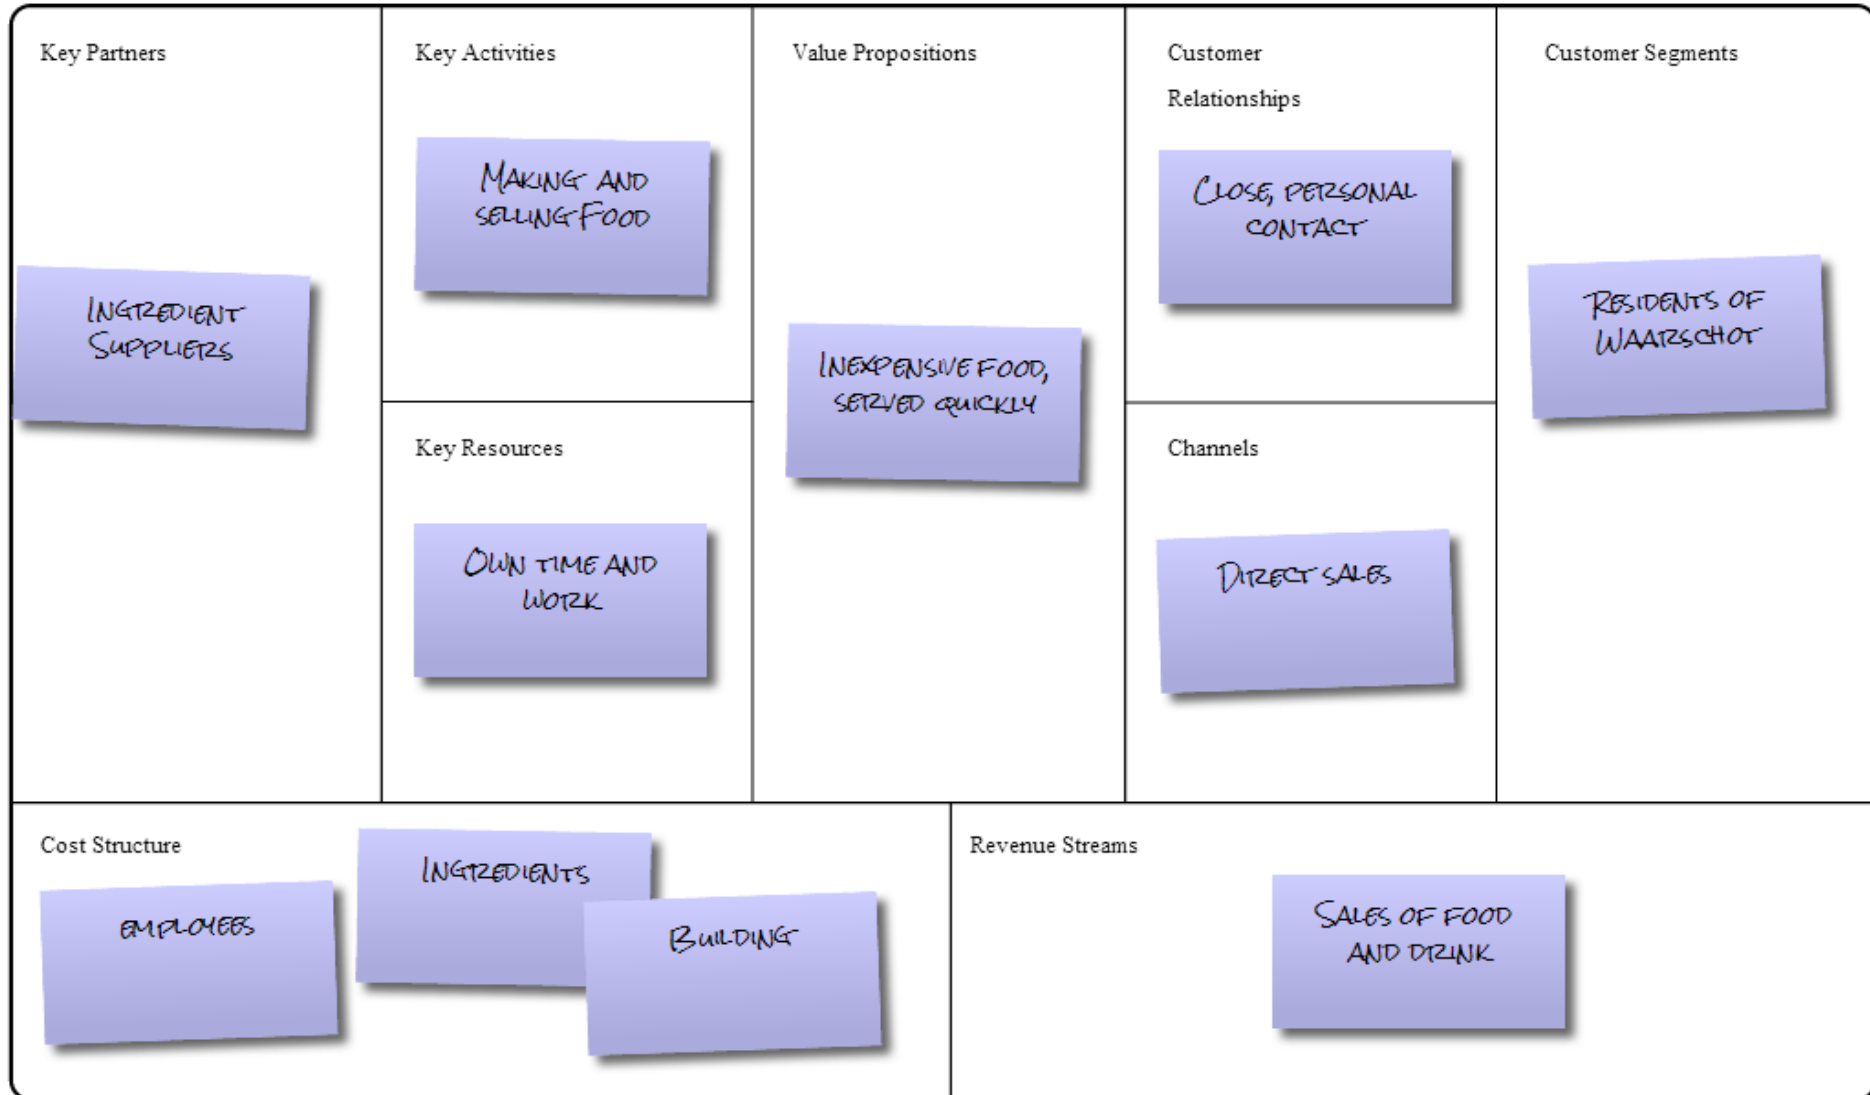 Key Partners
Ingredient
Suppliers
Key Activities
Making and
selling Food
Key Resources
Own time and
work
Value Propositions
Inexpensive food,
served quickly
Customer
Relationships
Close, personal
contact
Channels
Direct sales
Customer Segments
Residents of
Waarschot
Cost Structure
employees
Ingredients
Building
Revenue Streams
Sales of food
and drink